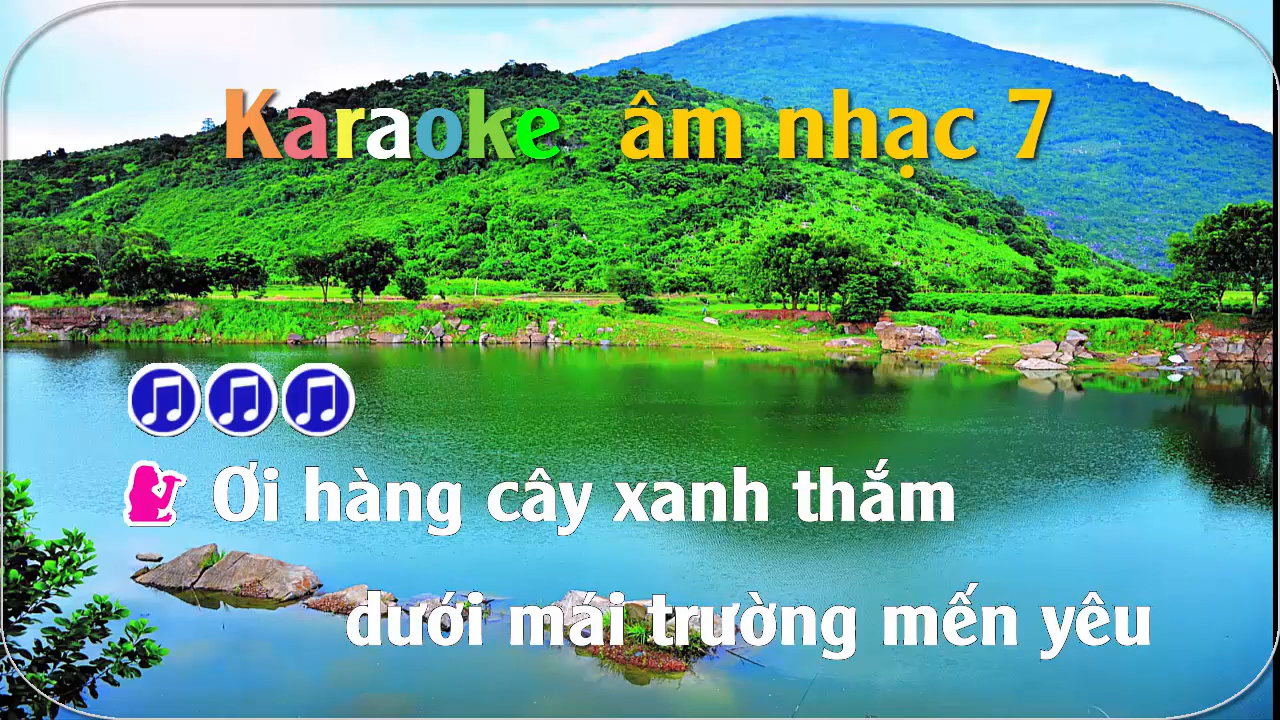 Karaoke âm nhạc 7
Ơi hàng cây xanh thắm
dưới mái trường mến yêu